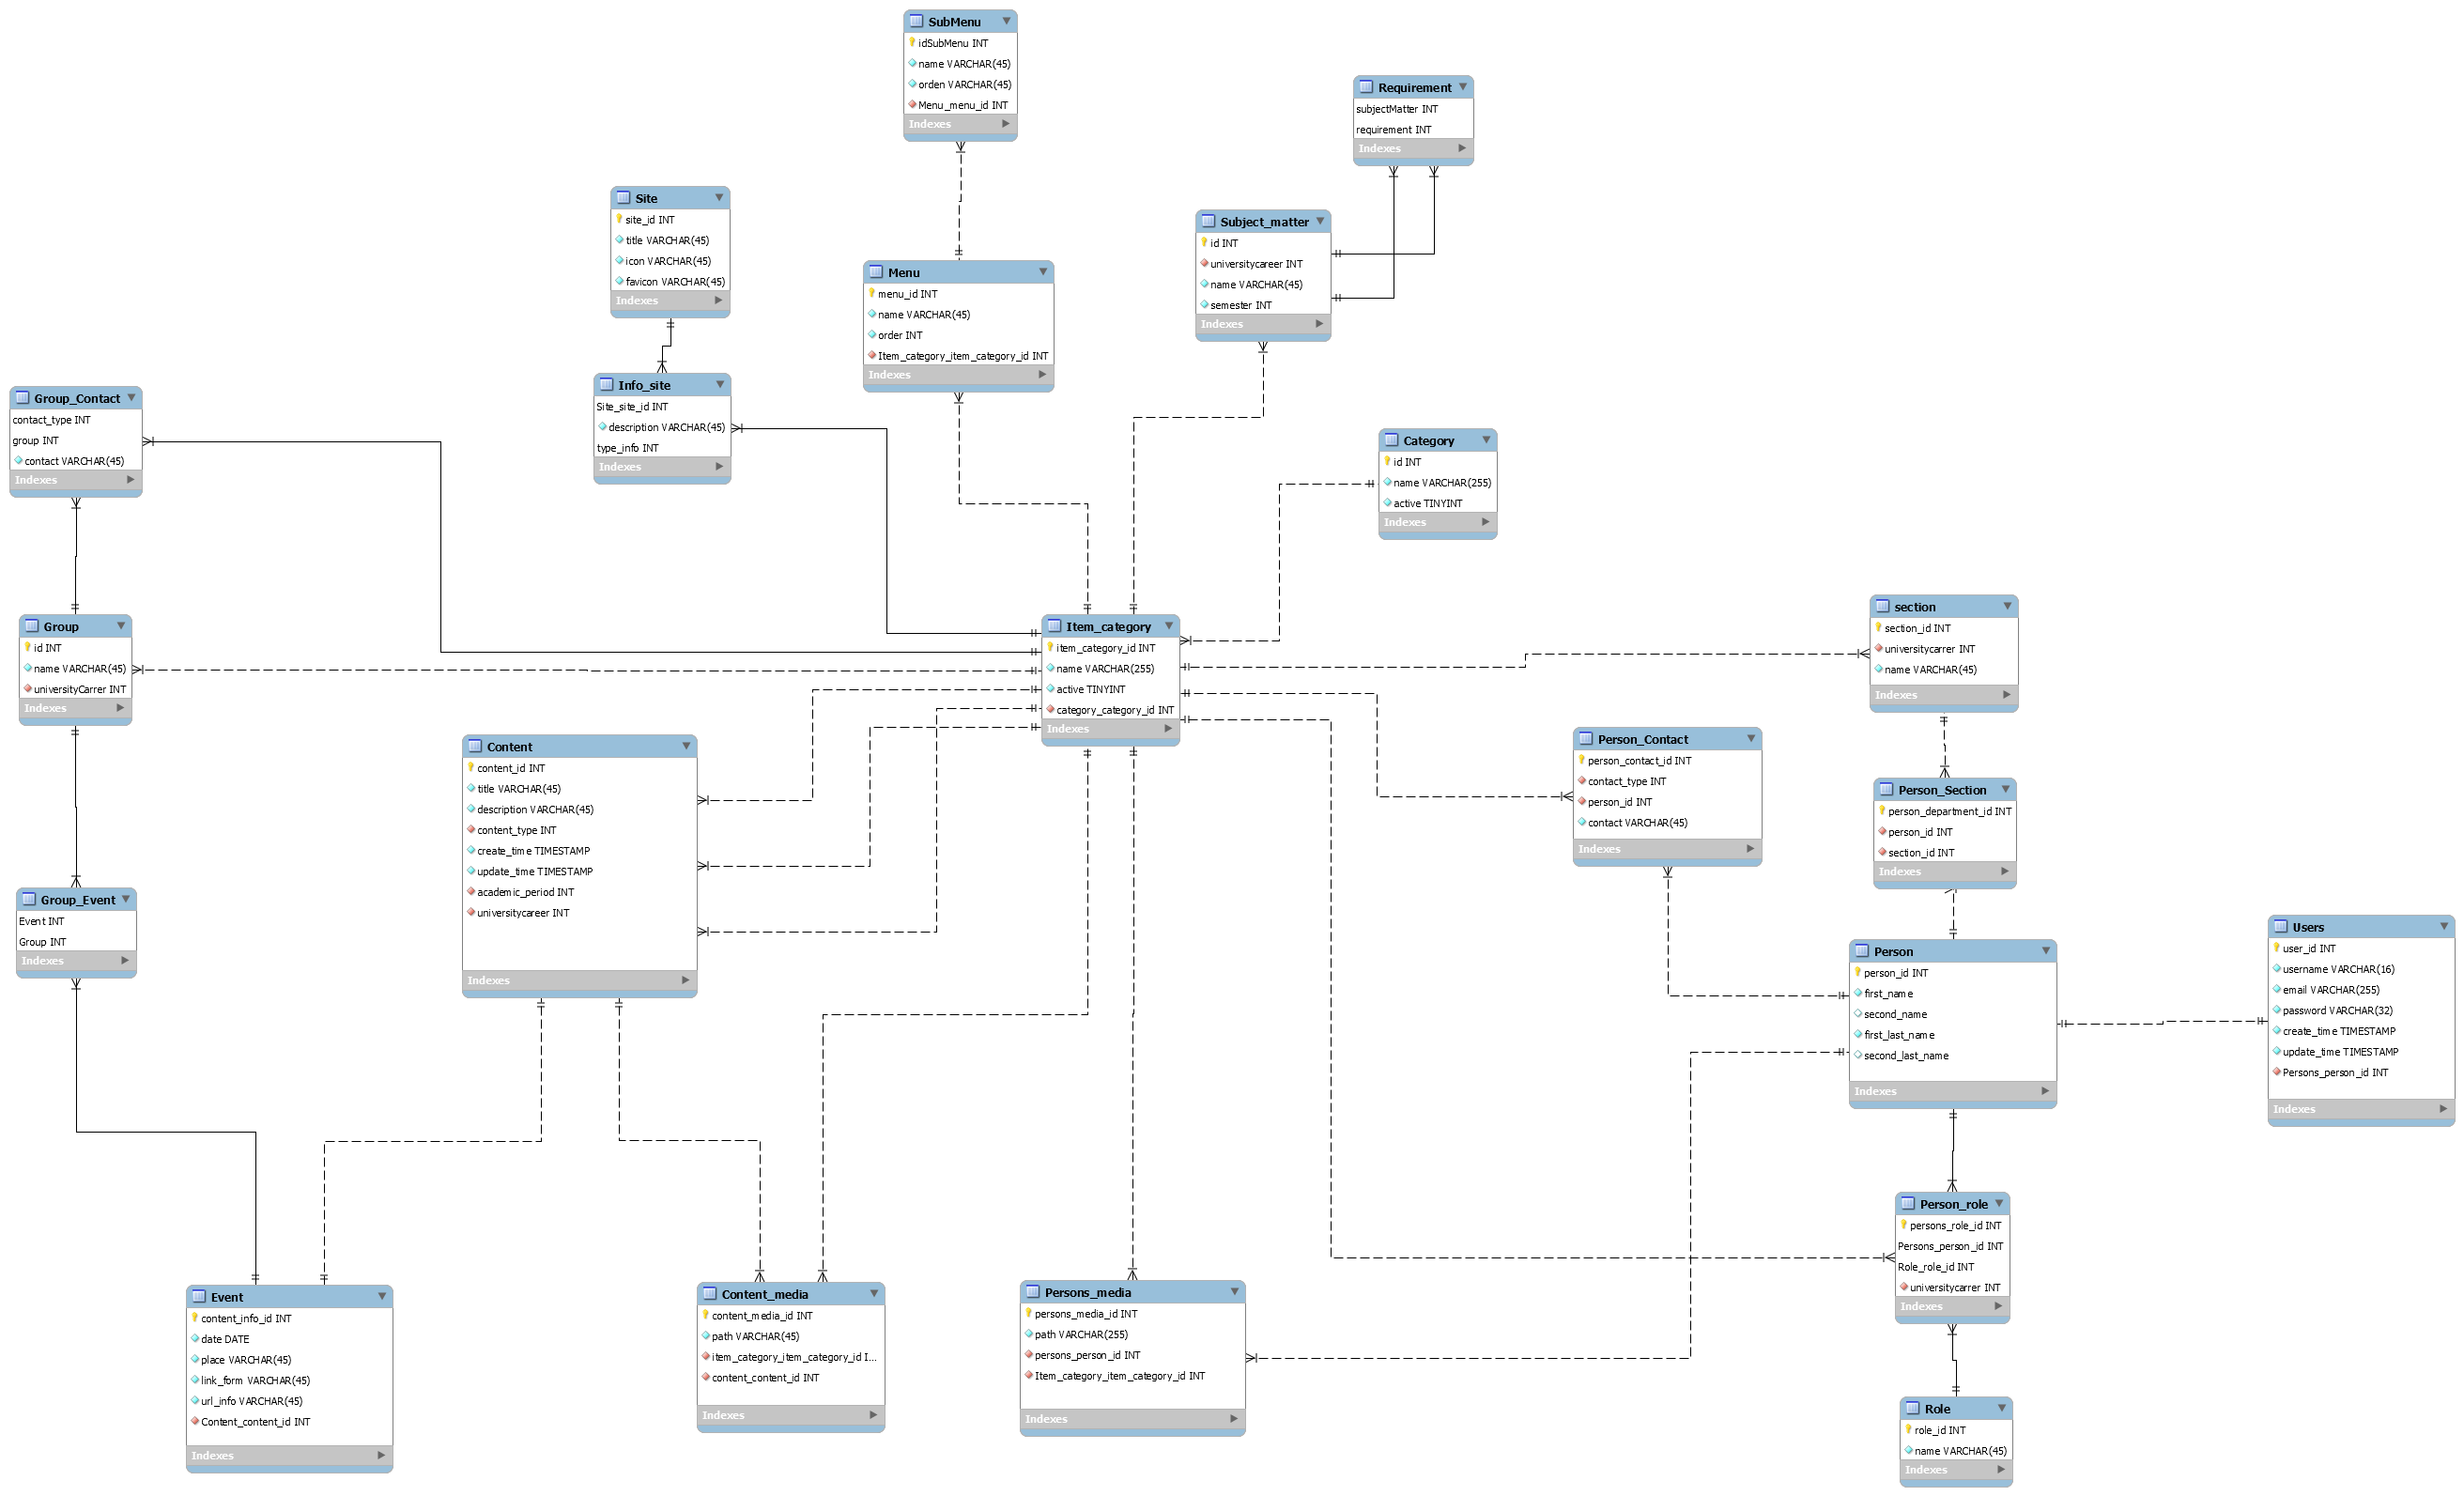 SubMenu
idSubMenu INT
name VARCHAR(45)
orden VARCHAR(45)
Menu_menu_id INT
Indexes
Requirement
subjectMatter INT
requirement INT
Indexes
Site
site_id INT
title VARCHAR(45)
icon VARCHAR(45)
favicon VARCHAR(45)
Indexes
Subject_matter
id INT
universitycareer INT
name VARCHAR(45)
semester INT
Indexes
Menu
menu_id INT
name VARCHAR(45)
order INT
Item_category_item_category_id INT
Indexes
Info_site
Site_site_id INT
description VARCHAR(45)
type_info INT
Indexes
Group_Contact
contact_type INT
group INT
contact VARCHAR(45)
Indexes
Category
id INT
name VARCHAR(255)
active TINYINT
Indexes
Group
id INT
name VARCHAR(45)
universityCarrer INT
Indexes
Item_category
item_category_id INT
name VARCHAR(255)
active TINYINT
category_category_id INT
Indexes
section
section_id INT
universitycarrer INT
name VARCHAR(45)
Indexes
Content
content_id INT
title VARCHAR(45)
description VARCHAR(45)
content_type INT
create_time TIMESTAMP
update_time TIMESTAMP
academic_period INT
universitycareer INT
Indexes
Person_Contact
person_contact_id INT
contact_type INT
person_id INT
contact VARCHAR(45)
Indexes
Person_Section
person_department_id INT
person_id INT
section_id INT
Indexes
Group_Event
Event INT
Group INT
Indexes
Person
person_id INT
first_name
second_name
first_last_name
second_last_name
Indexes
Users
user_id INT
username VARCHAR(16)
email VARCHAR(255)
password VARCHAR(32)
create_time TIMESTAMP
update_time TIMESTAMP
Persons_person_id INT
Indexes
Person_role
persons_role_id INT
Persons_person_id INT
Role_role_id INT
universitycarrer INT
Indexes
Event
content_info_id INT
date DATE
place VARCHAR(45)
link_form VARCHAR(45)
url_info VARCHAR(45)
Content_content_id INT
Indexes
Content_media
content_media_id INT
path VARCHAR(45)
item_category_item_category_id I...
content_content_id INT
Indexes
Persons_media
persons_media_id INT
path VARCHAR(255)
persons_person_id INT
Item_category_item_category_id INT
Indexes
Role
role_id INT
name VARCHAR(45)
Indexes